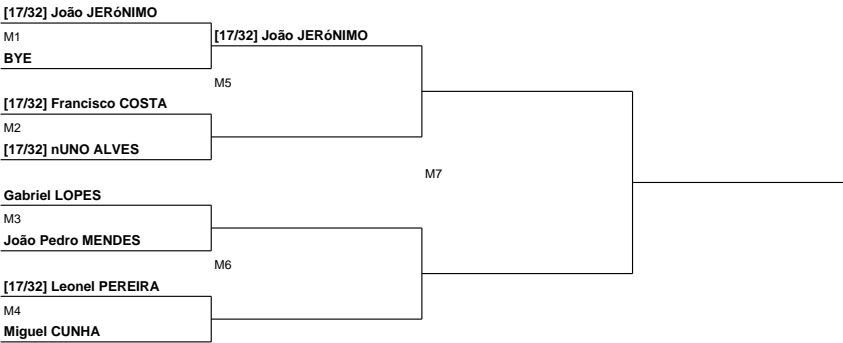 [17/32] João JERóNIMO
M1
[17/32] João JERóNIMO
BYE
M5
[17/32] Francisco COSTA
M2
[17/32] nUNO ALVES
M7
Gabriel LOPES
M3
João Pedro MENDES
M6
[17/32] Leonel PEREIRA
M4
Miguel CUNHA